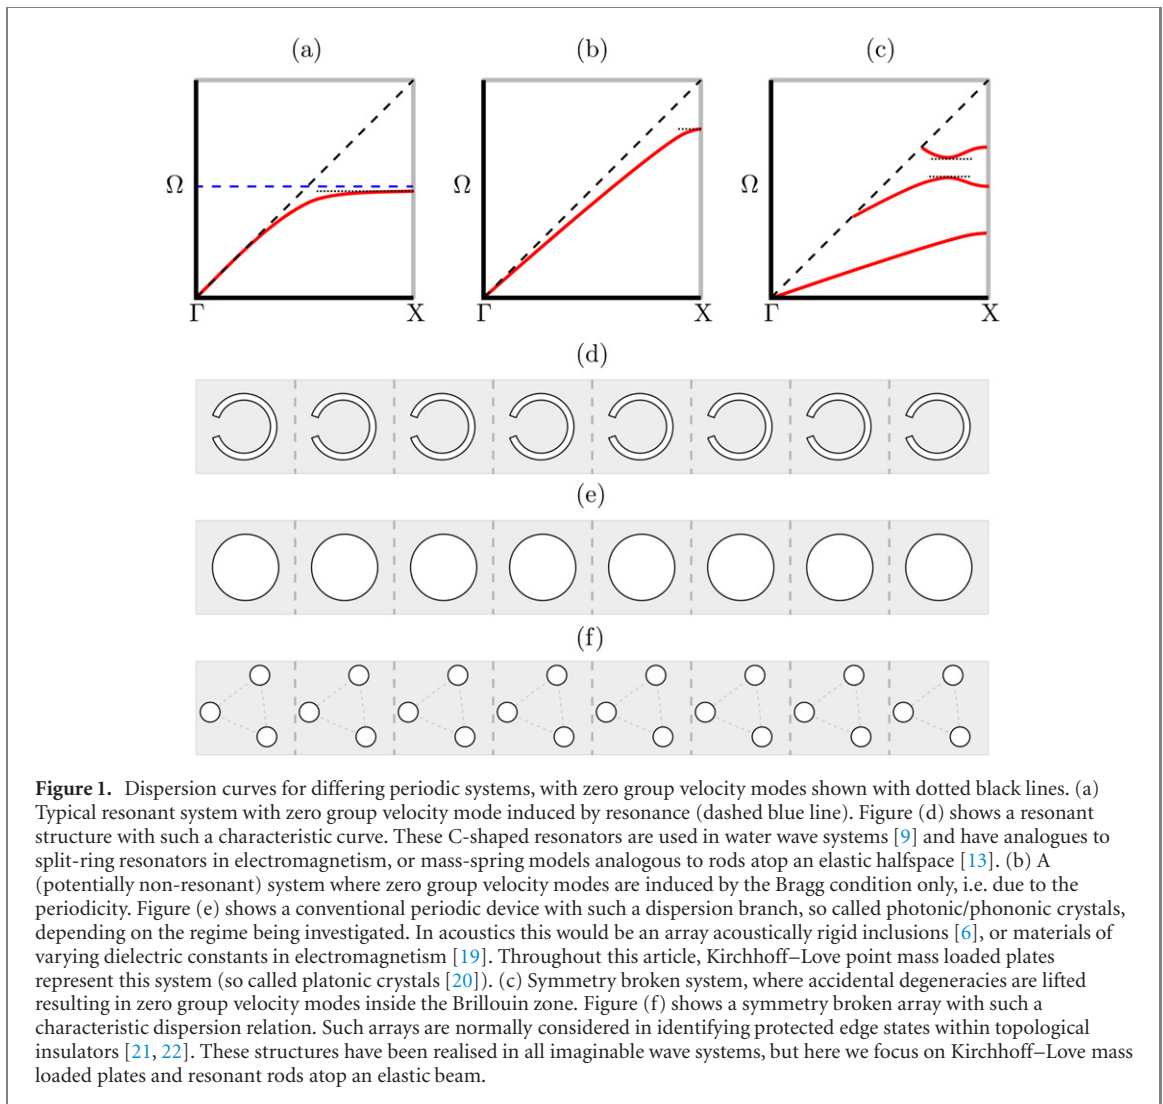 (a)
(b)
(c)
Ω
Ω
Ω
Γ
X
Γ
X
Γ
X
(d)
(e)
(f)
Figure 1. Dispersion curves for differing periodic systems, with zero group velocity modes shown with dotted black lines. (a)
Typical resonant system with zero group velocity mode induced by resonance (dashed blue line). Figure (d) shows a resonant
structure with such a characteristic curve. These C-shaped resonators are used in water wave systems [9] and have analogues to
split-ring resonators in electromagnetism, or mass-spring models analogous to rods atop an elastic halfspace [13]. (b) A
(potentially non-resonant) system where zero group velocity modes are induced by the Bragg condition only, i.e. due to the
periodicity. Figure (e) shows a conventional periodic device with such a dispersion branch, so called photonic/phononic crystals,
depending on the regime being investigated. In acoustics this would be an array acoustically rigid inclusions [6], or materials of
varying dielectric constants in electromagnetism [19]. Throughout this article, Kirchhoff–Love point mass loaded plates
represent this system (so called platonic crystals [20]). (c) Symmetry broken system, where accidental degeneracies are lifted
resulting in zero group velocity modes inside the Brillouin zone. Figure (f) shows a symmetry broken array with such a
characteristic dispersion relation. Such arrays are normally considered in identifying protected edge states within topological
insulators [21, 22]. These structures have been realised in all imaginable wave systems, but here we focus on Kirchhoff–Love mass
loaded plates and resonant rods atop an elastic beam.